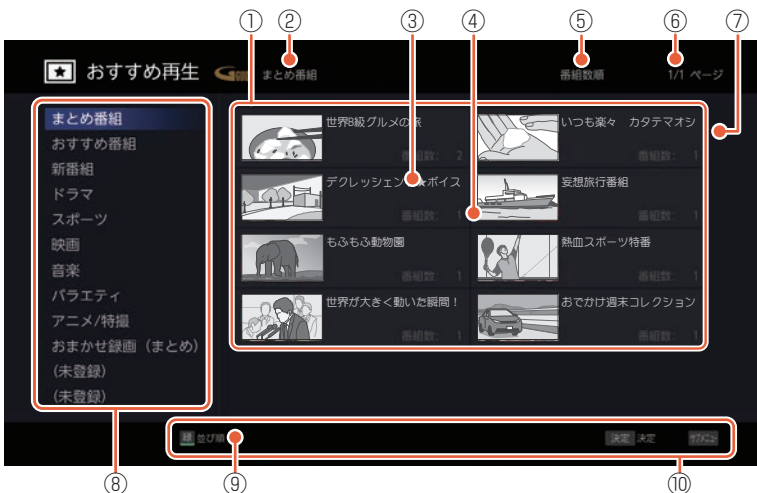 ① ② ③ ④ ⑤ ⑥ ⑦
おすすめ再生 まとめ番組 番組数順 1/1 ページ
まとめ番組
おすすめ番組
新番組
ドラマ
スポーツ
映画
音楽
バラエティ
アニメ/特撮
おまかせ録画（まとめ）
(未登録)
(未登録)
世界B級グルメの旅
番組数: 2
いつも楽々 カタテマオシ
番組数: 1
デクレッシェン ★ボイス
番組数: 1
妄想旅行番組
番組数: 1
もふもふ動物園
番組数: 1
熱血スポーツ特番
番組数: 1
世界が大きく動いた瞬間！
番組数: 1
おでかけ週末コレクション
番組数: 1
緑 並び順 決定 決定 サブメニュー
⑧ ⑨ ⑩